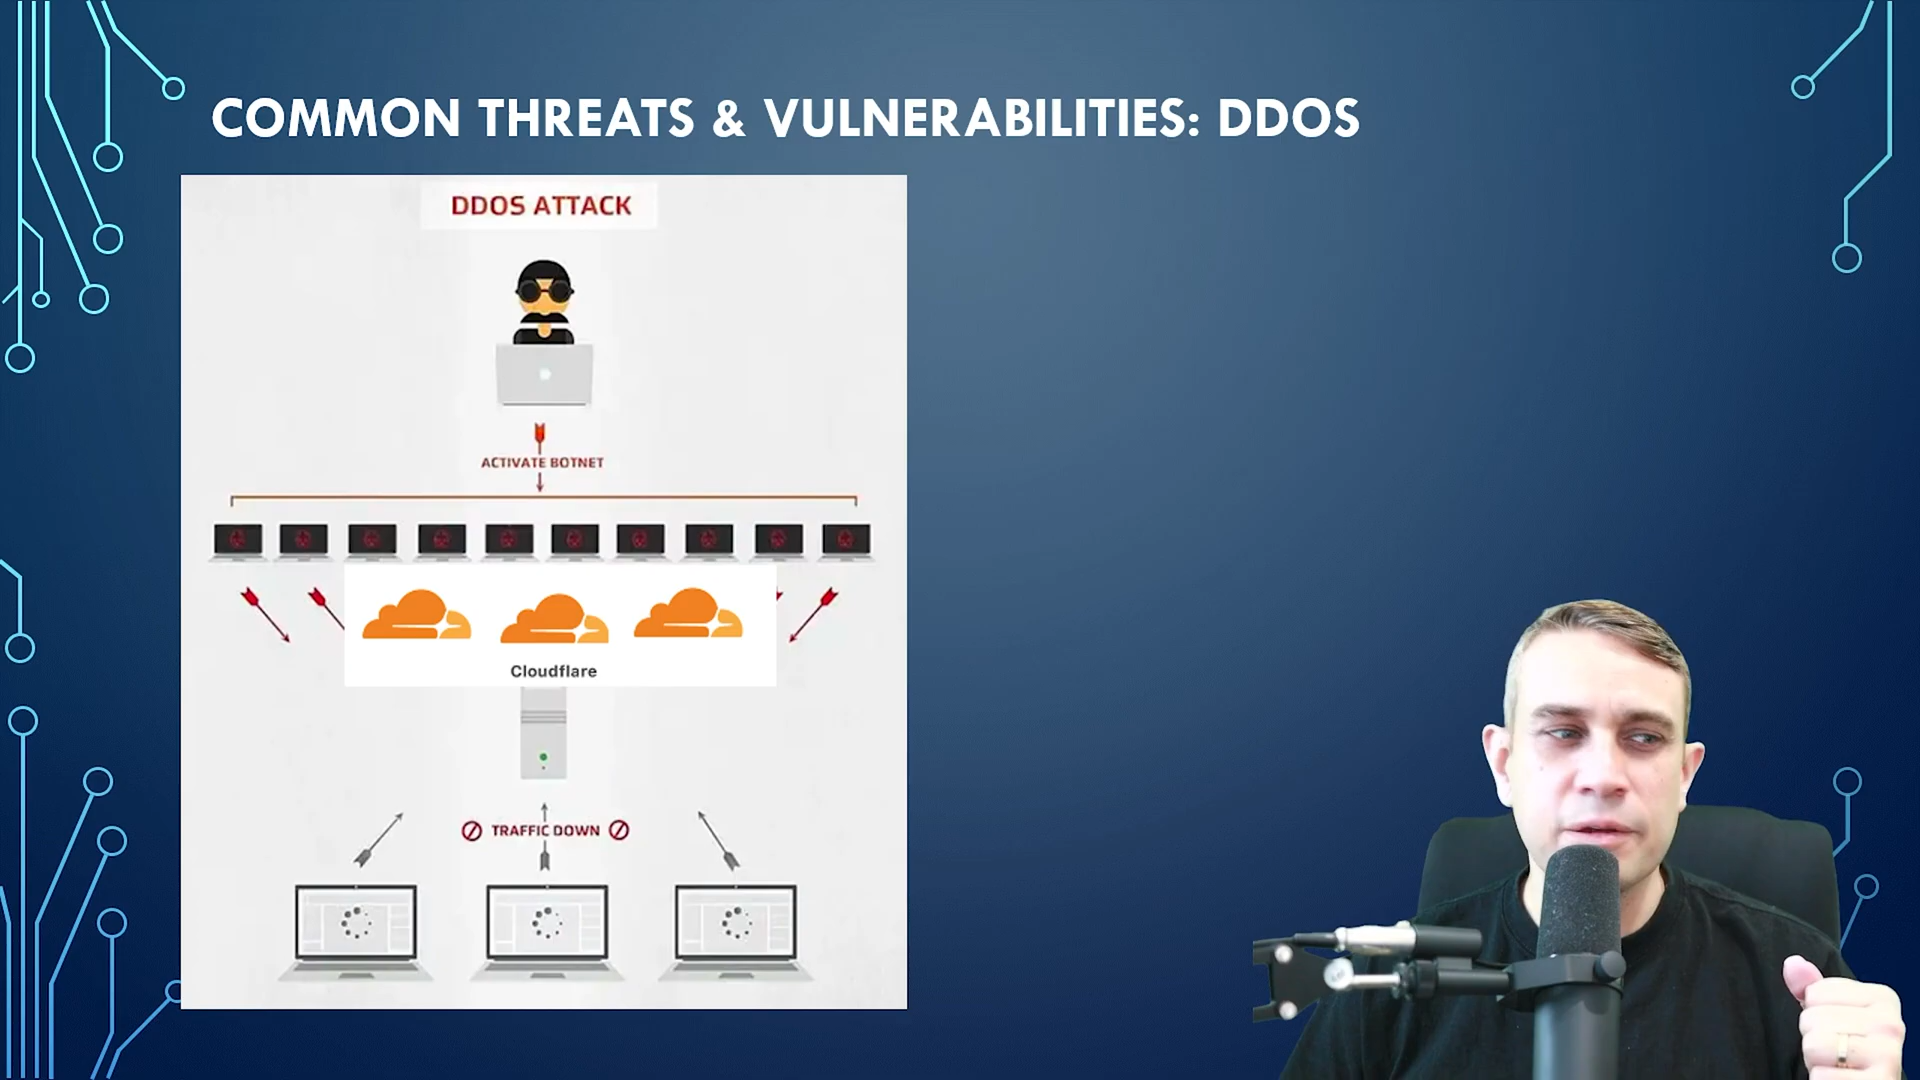 COMMON THREATS & VULNERABILITIES: DDOS
DDOS ATTACK
ACTIVATE BOTNET
Cloudflare
TRAFFIC DOWN